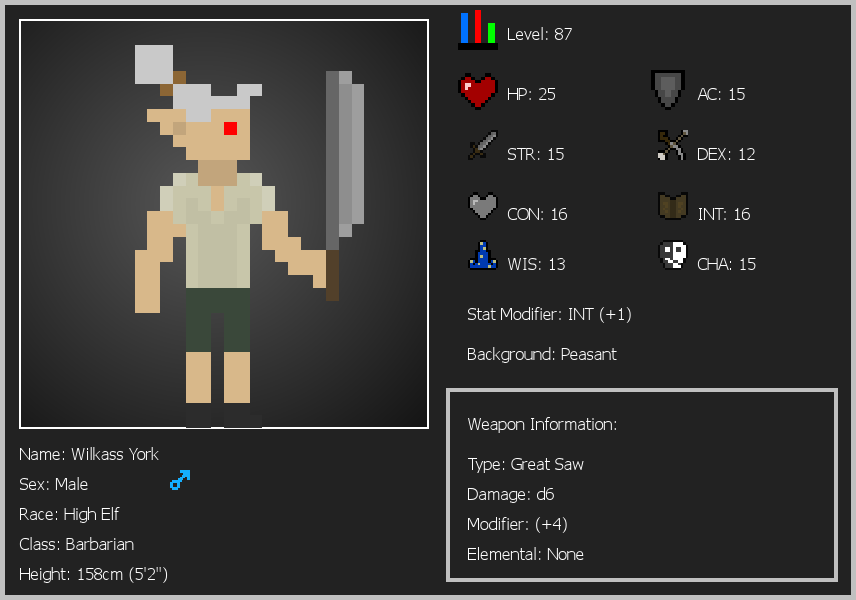 Level: 87
HP: 25
AC: 15
STR: 15
DEX: 12
CON: 16
INT: 16
WIS: 13
CHA: 15
Stat Modifier: INT (+1)
Background: Peasant
Weapon Information:
Type: Great Saw
Damage: d6
Modifier: (+4)
Elemental: None
Name: Wilkass York
Sex: Male
Race: High Elf
Class: Barbarian
Height: 158cm (5'2")